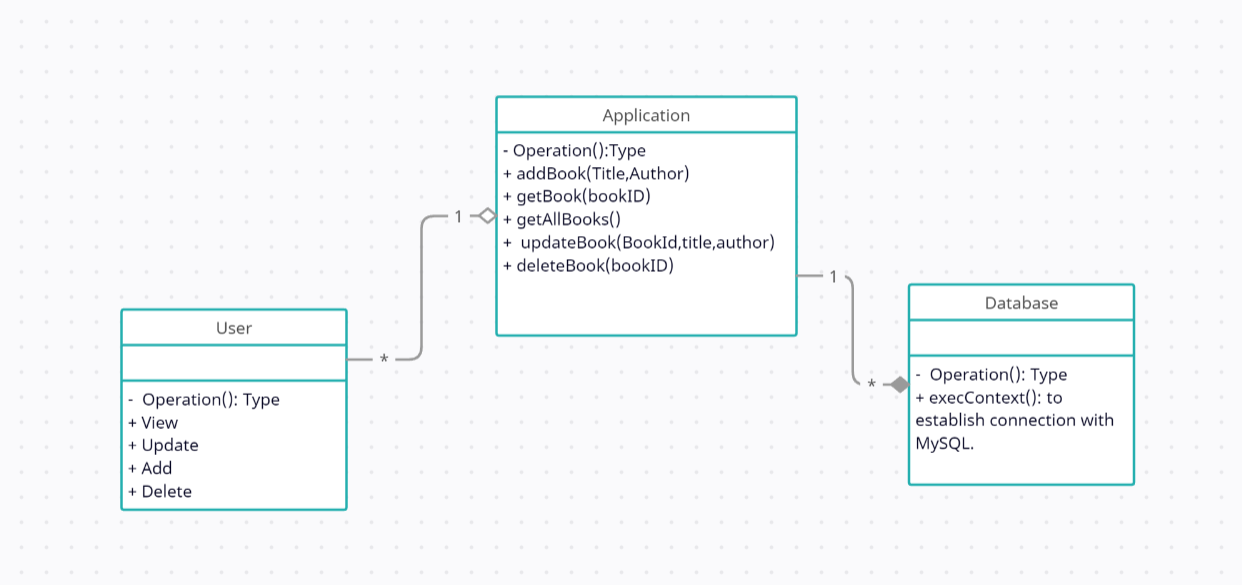 Application
- Operation():Type
+ addBook(Title,Author)
+ getBook(bookID)
+ getAllBooks()
+ updateBook(BookId,title,author)
+ deleteBook(bookID)
1
1
Database
- Operation(): Type
+ execContext(): to
establish connection with
MySQL.
*
User
*
- Operation(): Type
+ View
+ Update
+ Add
+ Delete